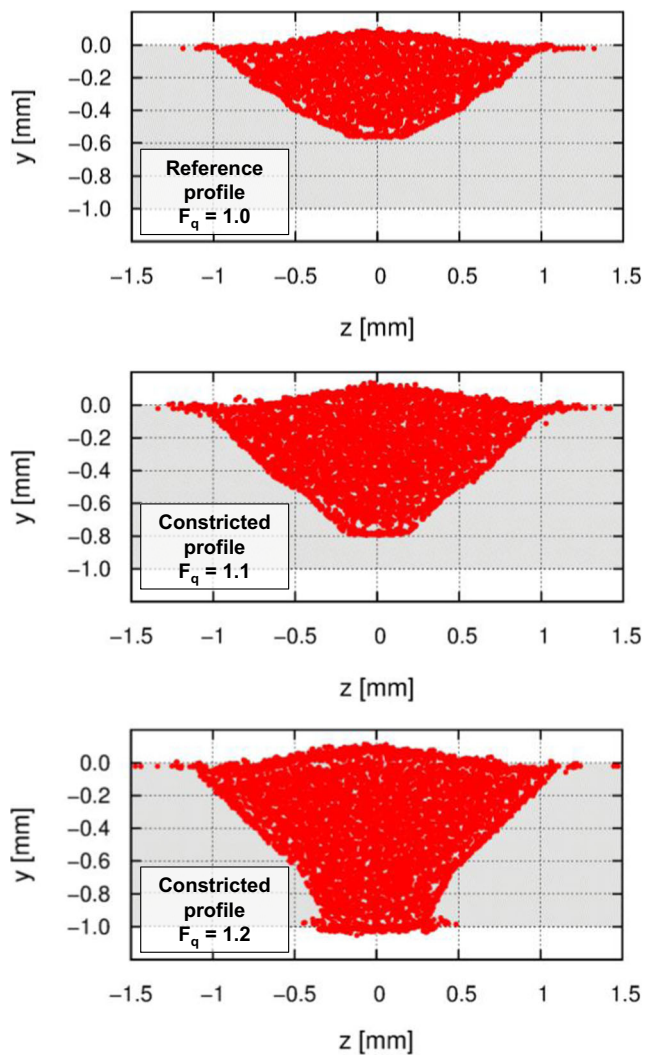 y [mm]
0.0
−0.2
−0.4
−0.6
−0.8
−1.0
Reference
profile
Fq = 1.0
−1.5 −1 −0.5 0 0.5 1 1.5
z [mm]
y [mm]
0.0
−0.2
−0.4
−0.6
−0.8
−1.0
Constricted
profile
Fq = 1.1
−1.5 −1 −0.5 0 0.5 1 1.5
z [mm]
y [mm]
0.0
−0.2
−0.4
−0.6
−0.8
−1.0
Constricted
profile
Fq = 1.2
−1.5 −1 −0.5 0 0.5 1 1.5
z [mm]